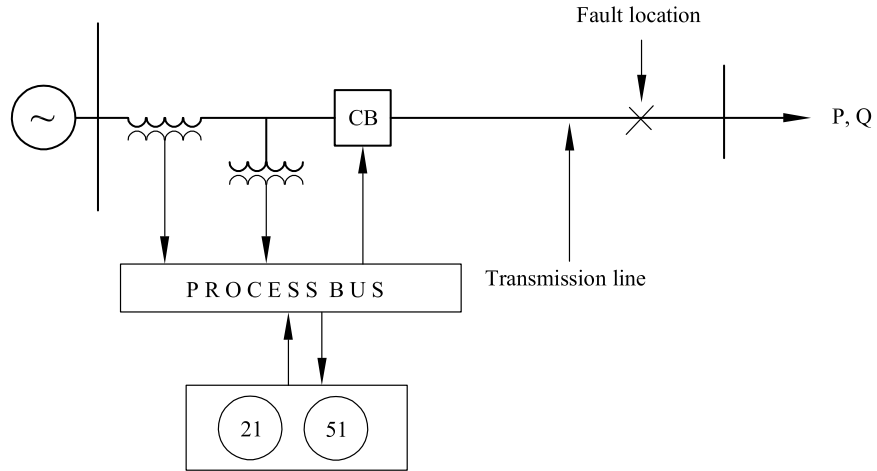 Fault location
~
CB
P, Q
PROCESS BUS
Transmission line
21
51